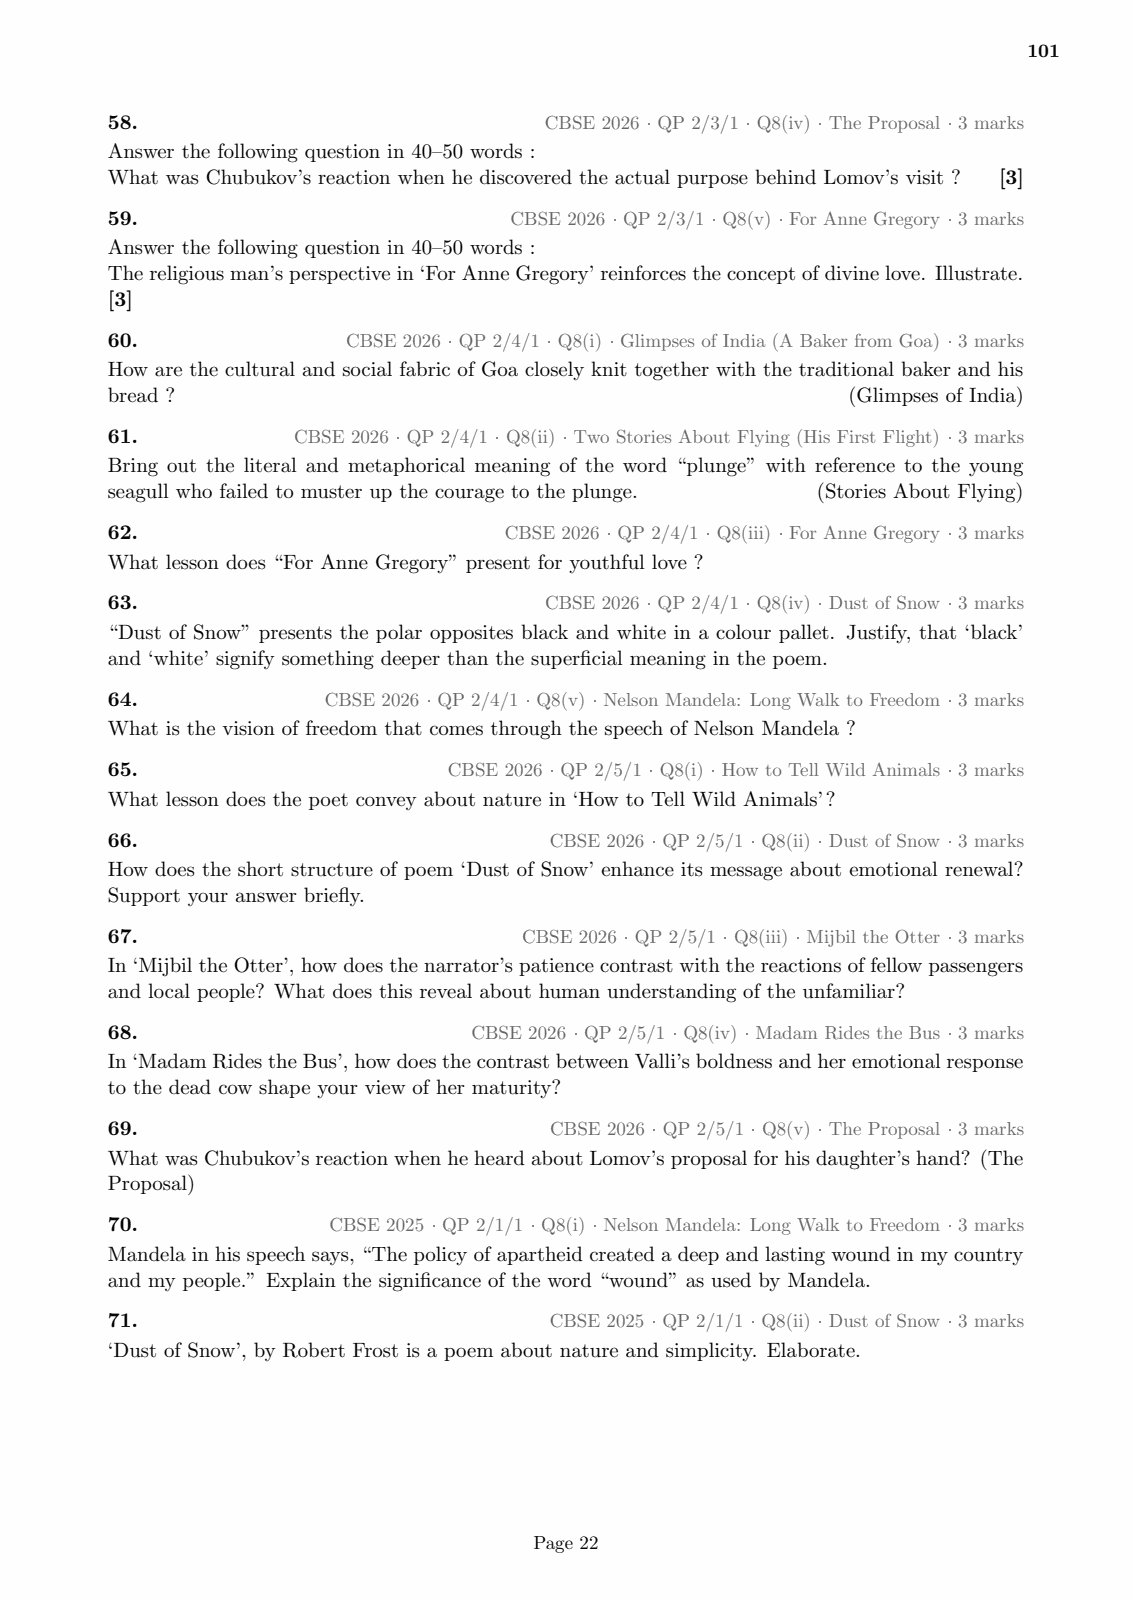 101
58. CBSE 2026 · QP 2/3/1 · Q8(iv) · The Proposal · 3 marks
Answer the following question in 40–50 words :
What was Chubukov’s reaction when he discovered the actual purpose behind Lomov’s visit ? [3]
59. CBSE 2026 · QP 2/3/1 · Q8(v) · For Anne Gregory · 3 marks
Answer the following question in 40–50 words :
The religious man’s perspective in ‘For Anne Gregory’ reinforces the concept of divine love. Illustrate.
[3]
60. CBSE 2026 · QP 2/4/1 · Q8(i) · Glimpses of India (A Baker from Goa) · 3 marks
How are the cultural and social fabric of Goa closely knit together with the traditional baker and his
bread ? (Glimpses of India)
61. CBSE 2026 · QP 2/4/1 · Q8(ii) · Two Stories About Flying (His First Flight) · 3 marks
Bring out the literal and metaphorical meaning of the word “plunge” with reference to the young
seagull who failed to muster up the courage to the plunge. (Stories About Flying)
62. CBSE 2026 · QP 2/4/1 · Q8(iii) · For Anne Gregory · 3 marks
What lesson does “For Anne Gregory” present for youthful love ?
63. CBSE 2026 · QP 2/4/1 · Q8(iv) · Dust of Snow · 3 marks
“Dust of Snow” presents the polar opposites black and white in a colour pallet. Justify, that ‘black’
and ‘white’ signify something deeper than the superficial meaning in the poem.
64. CBSE 2026 · QP 2/4/1 · Q8(v) · Nelson Mandela: Long Walk to Freedom · 3 marks
What is the vision of freedom that comes through the speech of Nelson Mandela ?
65. CBSE 2026 · QP 2/5/1 · Q8(i) · How to Tell Wild Animals · 3 marks
What lesson does the poet convey about nature in ‘How to Tell Wild Animals’?
66. CBSE 2026 · QP 2/5/1 · Q8(ii) · Dust of Snow · 3 marks
How does the short structure of poem ‘Dust of Snow’ enhance its message about emotional renewal?
Support your answer briefly.
67. CBSE 2026 · QP 2/5/1 · Q8(iii) · Mijbil the Otter · 3 marks
In ‘Mijbil the Otter’, how does the narrator’s patience contrast with the reactions of fellow passengers
and local people? What does this reveal about human understanding of the unfamiliar?
68. CBSE 2026 · QP 2/5/1 · Q8(iv) · Madam Rides the Bus · 3 marks
In ‘Madam Rides the Bus’, how does the contrast between Valli’s boldness and her emotional response
to the dead cow shape your view of her maturity?
69. CBSE 2026 · QP 2/5/1 · Q8(v) · The Proposal · 3 marks
What was Chubukov’s reaction when he heard about Lomov’s proposal for his daughter’s hand? (The
Proposal)
70. CBSE 2025 · QP 2/1/1 · Q8(i) · Nelson Mandela: Long Walk to Freedom · 3 marks
Mandela in his speech says, “The policy of apartheid created a deep and lasting wound in my country
and my people.” Explain the significance of the word “wound” as used by Mandela.
71. CBSE 2025 · QP 2/1/1 · Q8(ii) · Dust of Snow · 3 marks
‘Dust of Snow’, by Robert Frost is a poem about nature and simplicity. Elaborate.
Page 22